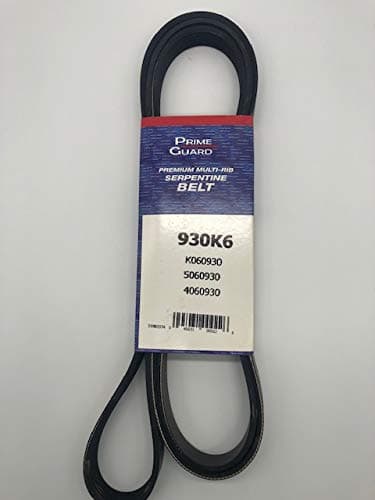 PRIME
GUARD
PREMIUM MULTI-RIB
SERPENTINE
BELT
930K6
K060930
5060930
4060930